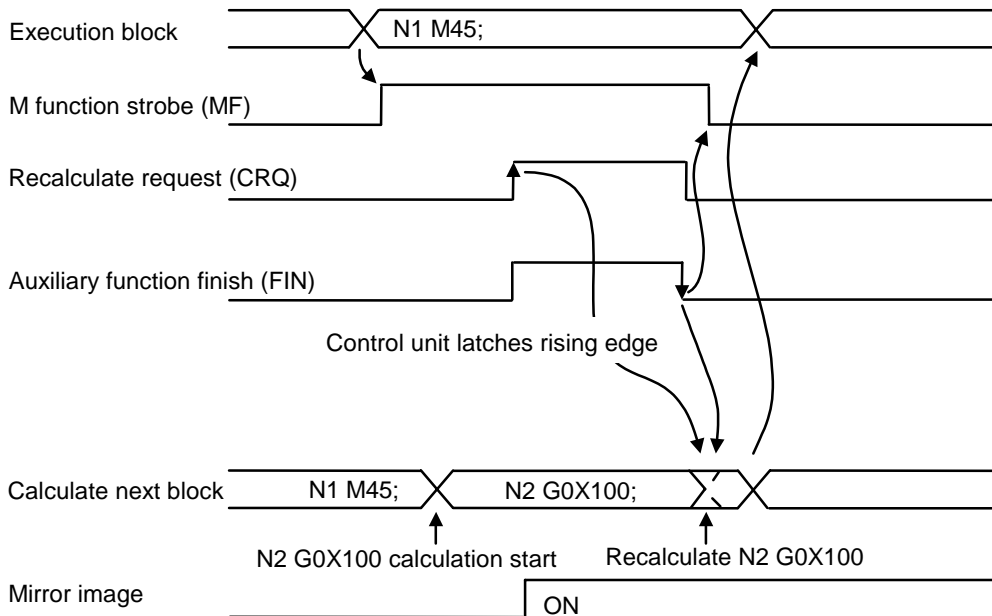 Execution block
N1 M45;
M function strobe (MF)
Recalculate request (CRQ)
Auxiliary function finish (FIN)
Control unit latches rising edge
Calculate next block
N1 M45;
N2 G0X100;
N2 G0X100 calculation start
Recalculate N2 G0X100
Mirror image
ON